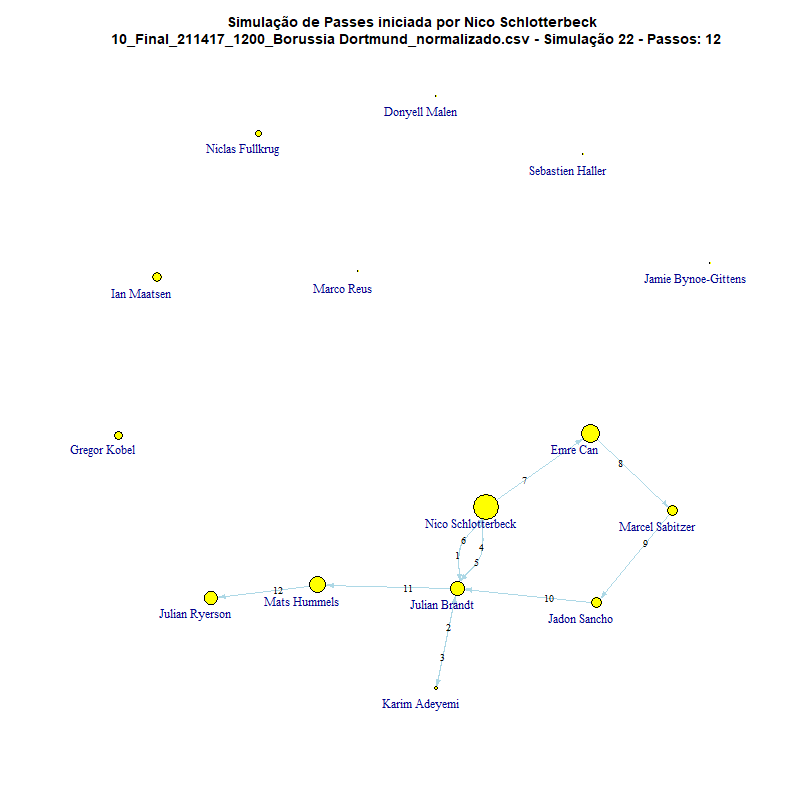 Simulação de Passes iniciada por Nico Schlotterbeck
10_Final_211417_1200_Borussia Dortmund_normalizado.csv - Simulação 22 - Passos: 12
Donyell Malen
Niclas Fullkrug
Sebastien Haller
Jamie Bynoe-Gittens
Ian Maatsen
Marco Reus
Gregor Kobel
Emre Can
8
7
Nico Schlotterbeck
Marcel Sabitzer
6
4
9
1
5
12
11
10
Julian Ryerson
Mats Hummels
Julian Brandt
Jadon Sancho
2
3
Karim Adeyemi